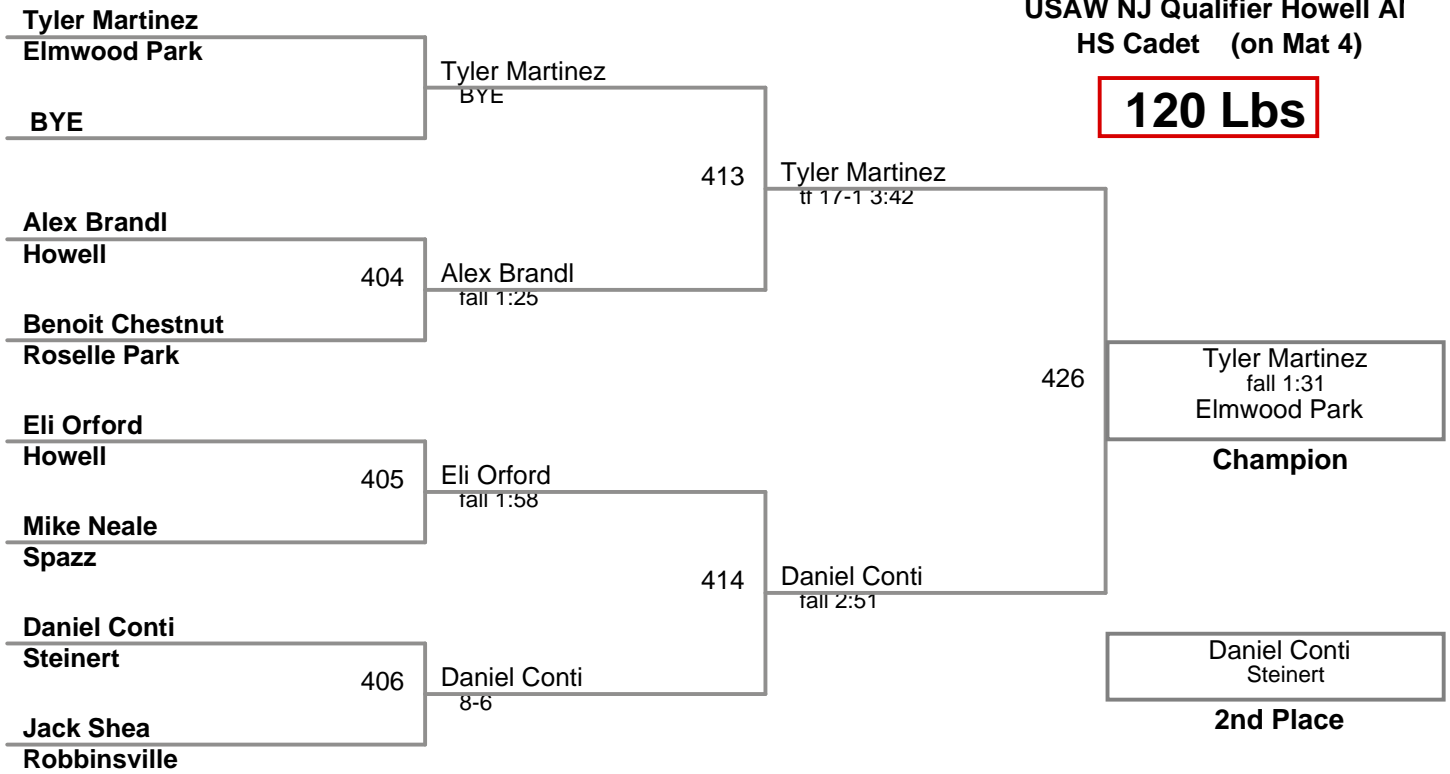 USAW NJ Qualifier Howell
HS Cadet (on Mat 4)
120 Lbs
Tyler Martinez
Elmwood Park
BYE
Alex Brandl
Howell
Benoit Chestnut
Roselle Park
Eli Orford
Howell
Mike Neale
Spazz
Daniel Conti
Steinert
Jack Shea
Robbinsville
Tyler Martinez
BYE
404
Alex Brandl
fall 1:25
405
Eli Orford
fall 1:58
406
Daniel Conti
8-6
413
Tyler Martinez
tf 17-1 3:42
414
Daniel Conti
fall 2:51
426
Tyler Martinez
fall 1:31
Elmwood Park
Champion
Daniel Conti
Steinert
2nd Place